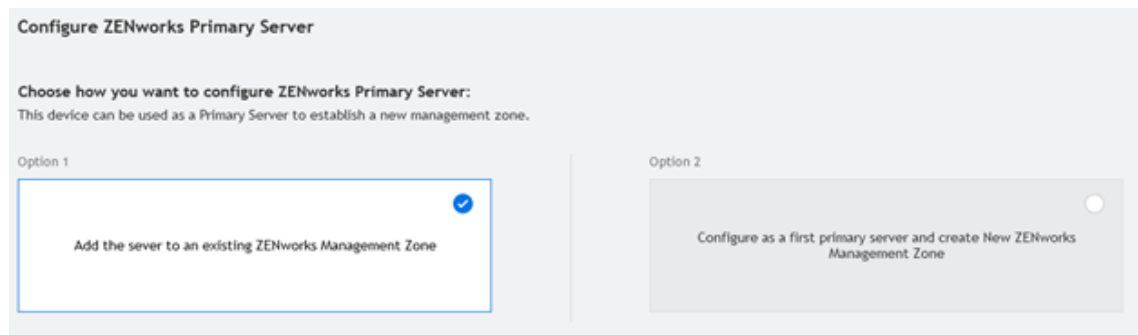 Configure ZENworks Primary Server
Choose how you want to configure ZENworks Primary Server:
This device can be used as a Primary Server to establish a new management zone.
Option 1
Add the sever to an existing ZENworks Management Zone
Option 2
Configure as a first primary server and create New ZENworks
Management Zone